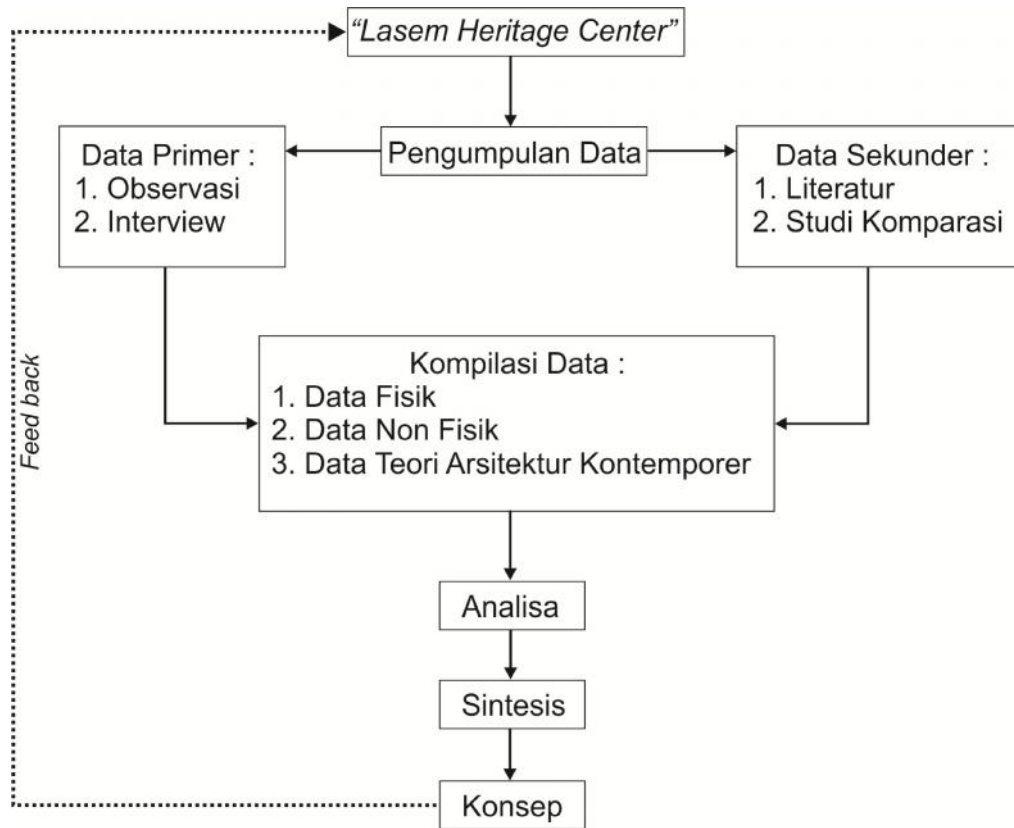 “Lasem Heritage Center”
Pengumpulan Data
Data Primer :
1. Observasi
2. Interview
Data Sekunder :
1. Literatur
2. Studi Komparasi
Kompilasi Data :
1. Data Fisik
2. Data Non Fisik
3. Data Teori Arsitektur Kontemporer
Analisa
Sintesis
Konsep
Feed back